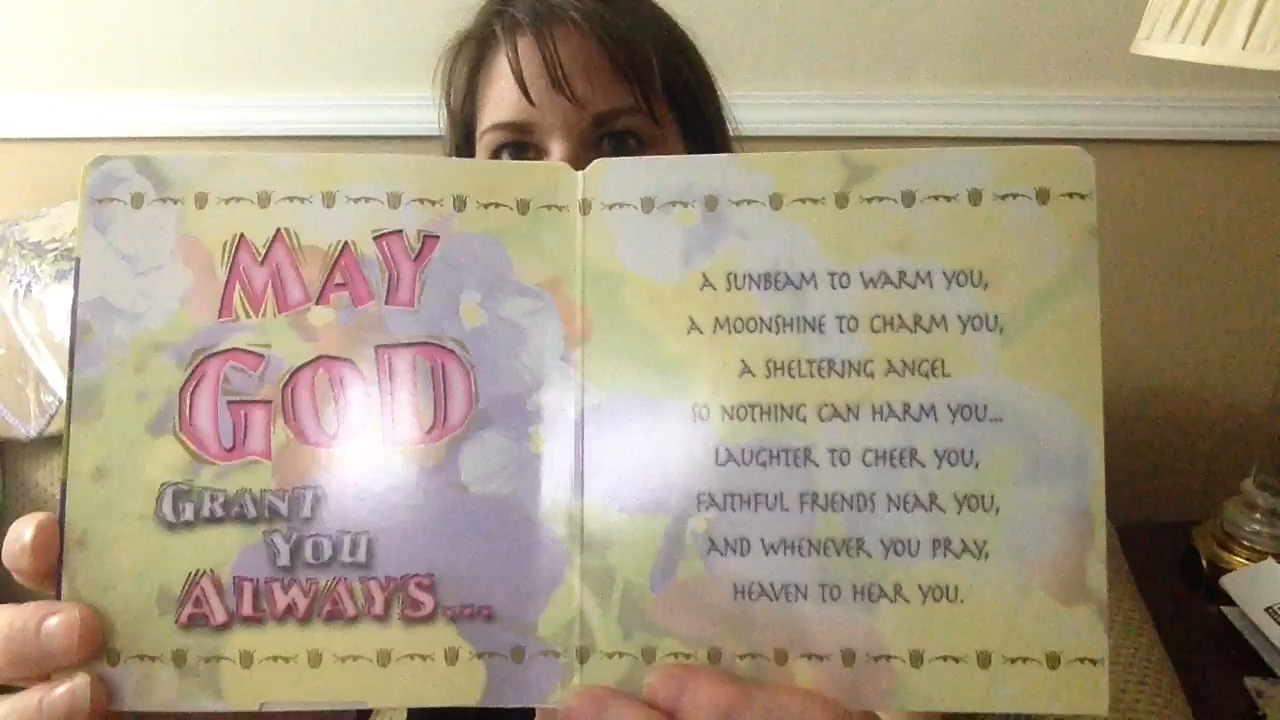 MAY
GOD
GRANT
YOU
ALWAYS...
A SUNBEAM TO WARM YOU,
A MOONSHINE TO CHARM YOU,
A SHELTERING ANGEL
SO NOTHING CAN HARM YOU...
LAUGHTER TO CHEER YOU,
FAITHFUL FRIENDS NEAR YOU,
AND WHENEVER YOU PRAY,
HEAVEN TO HEAR YOU.